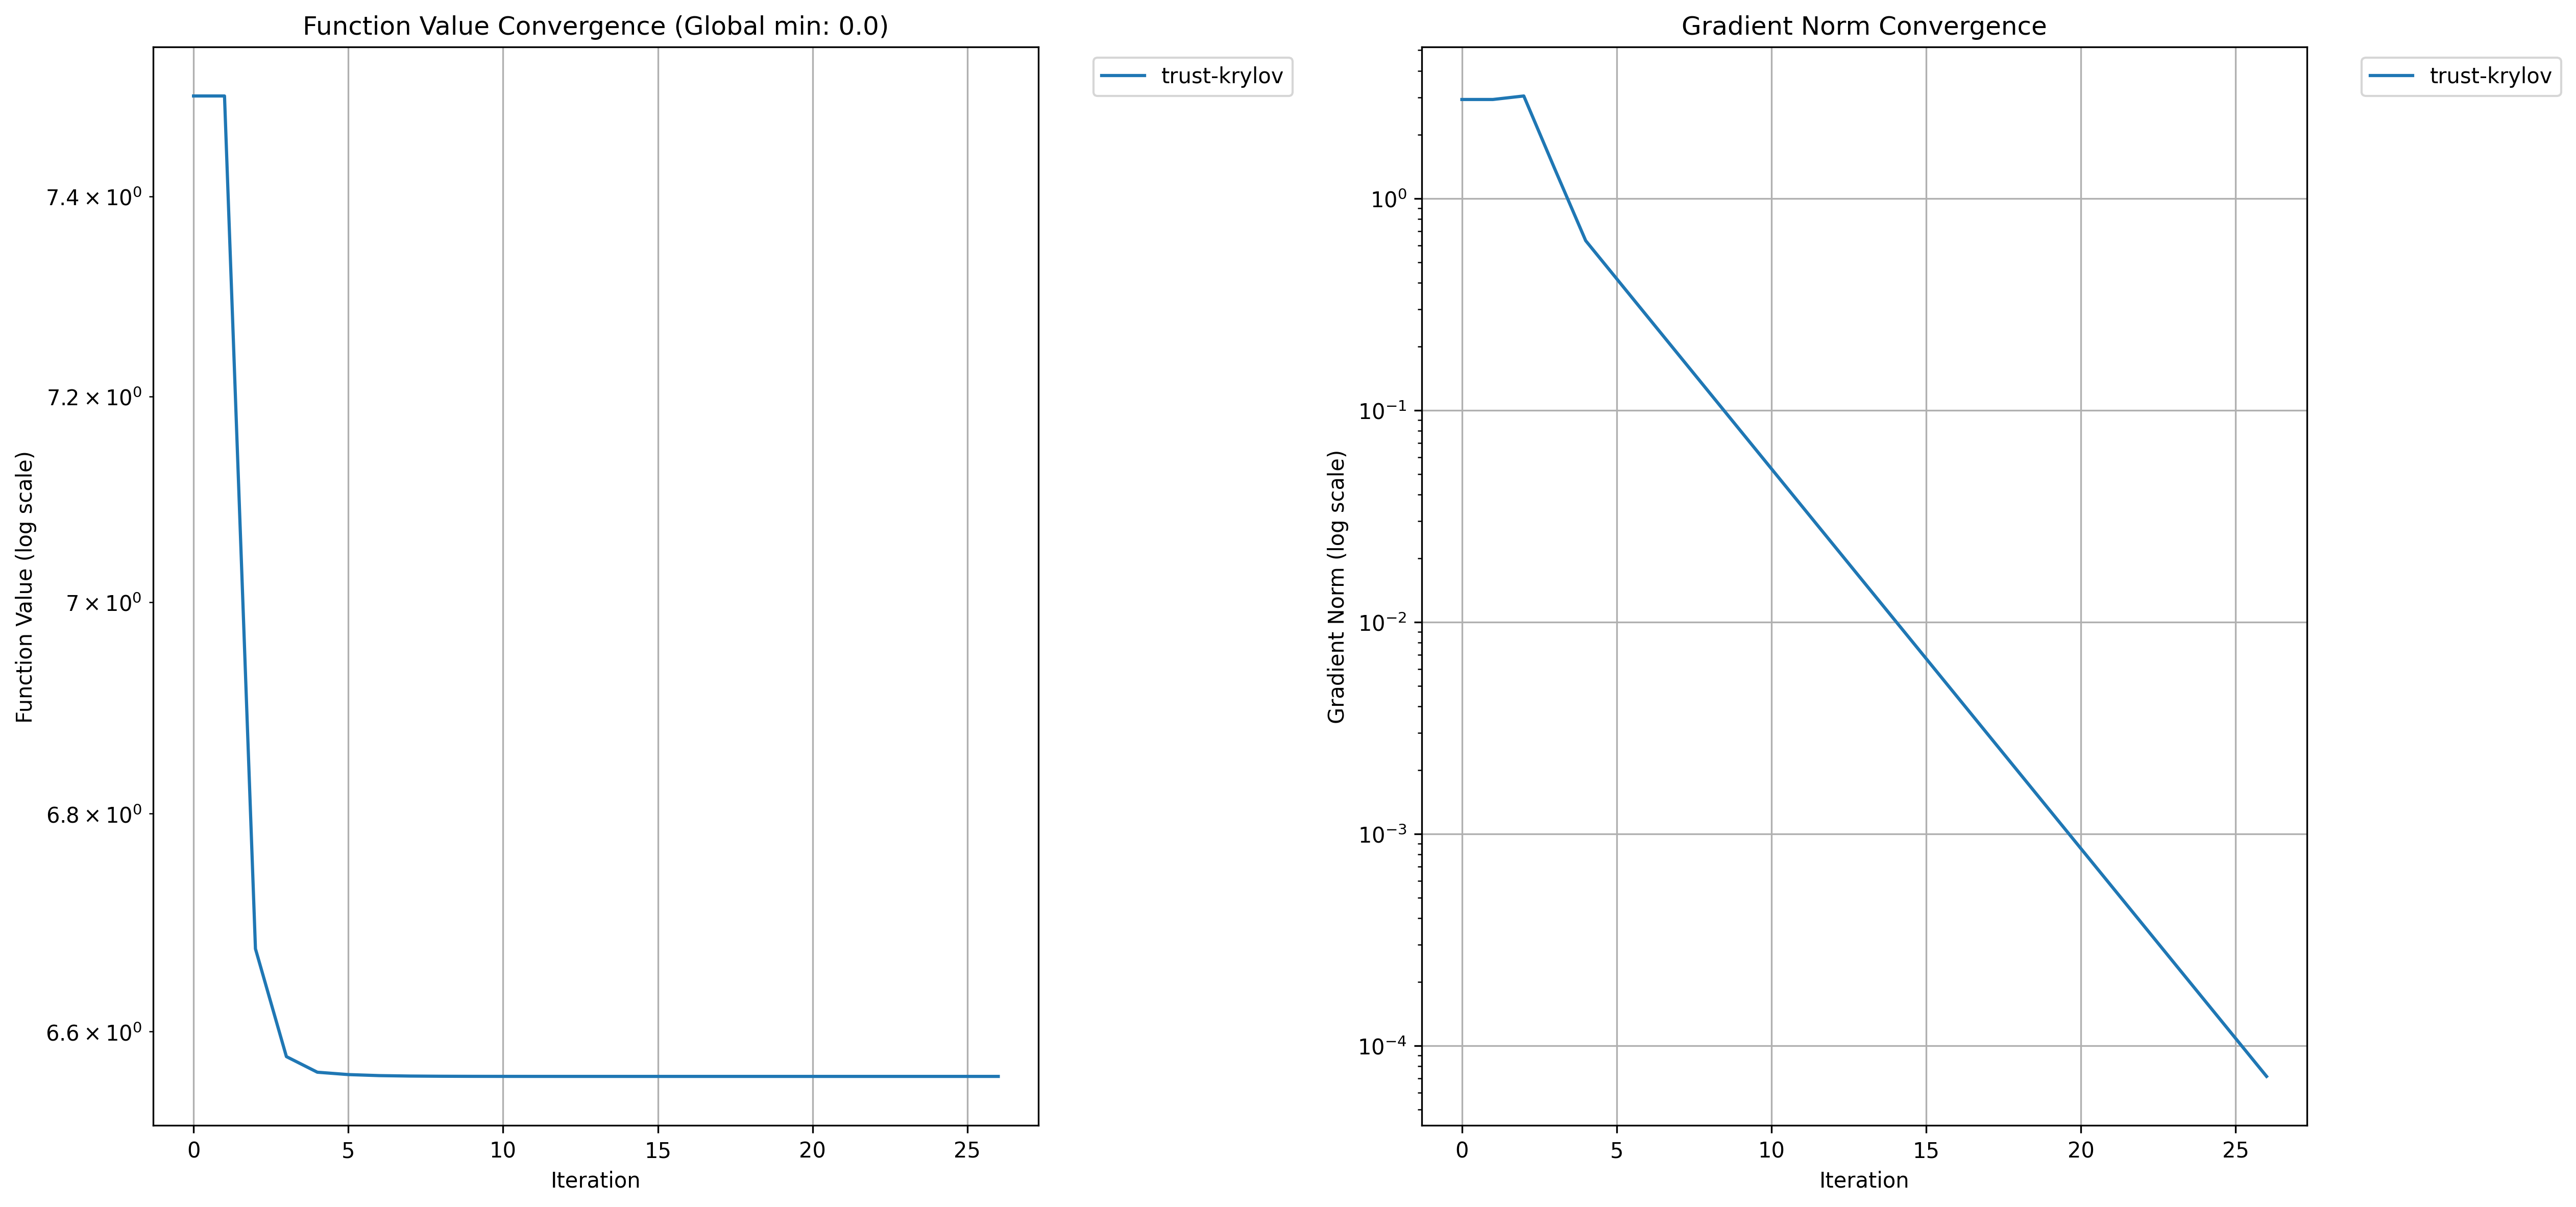 Function Value Convergence (Global min: 0.0)
trust-krylov
7.4 × 10⁰
7.2 × 10⁰
7 × 10⁰
6.8 × 10⁰
6.6 × 10⁰
Function Value (log scale)
0 5 10 15 20 25
Iteration
Gradient Norm Convergence
trust-krylov
10⁰
10⁻¹
10⁻²
10⁻³
10⁻⁴
Gradient Norm (log scale)
0 5 10 15 20 25
Iteration